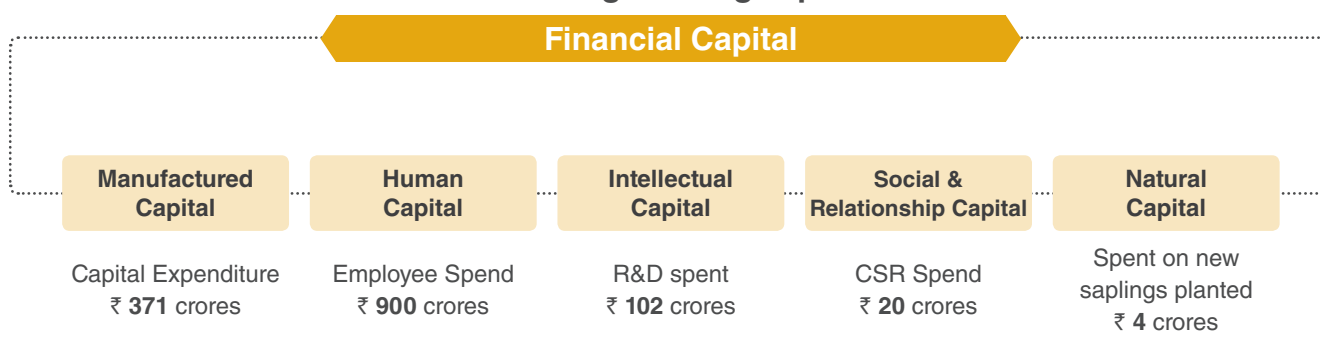 Financial Capital
Manufactured
Capital
Human
Capital
Intellectual
Capital
Social &
Relationship Capital
Natural
Capital
Capital Expenditure
₹ 371 crores
Employee Spend
₹ 900 crores
R&D spent
₹ 102 crores
CSR Spend
₹ 20 crores
Spent on new
saplings planted
₹ 4 crores